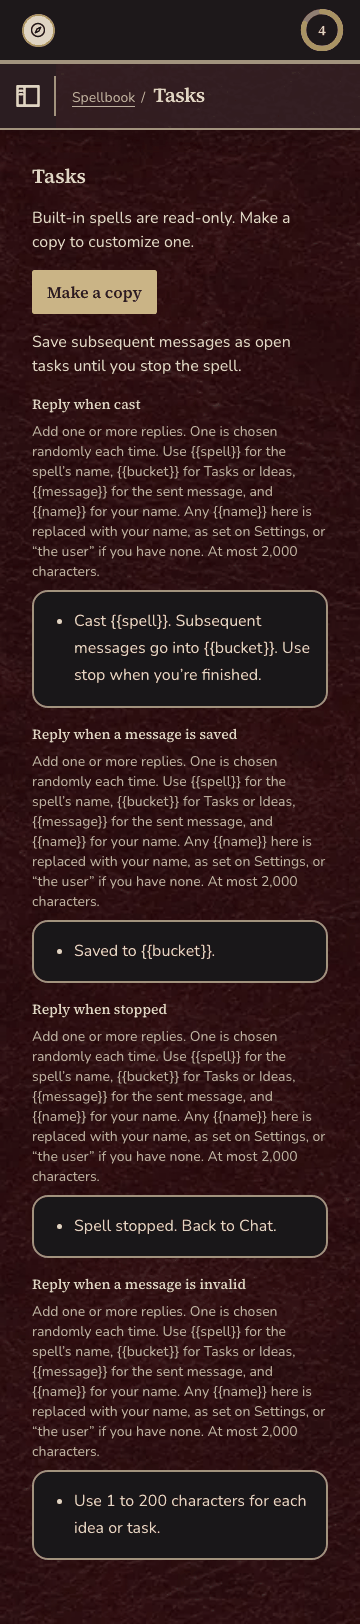 4
Spellbook / Tasks
Tasks
Built-in spells are read-only. Make a
copy to customize one.
Make a copy
Save subsequent messages as open
tasks until you stop the spell.
Reply when cast
Add one or more replies. One is chosen
randomly each time. Use {{spell}} for the
spell’s name, {{bucket}} for Tasks or Ideas,
{{message}} for the sent message, and
{{name}} for your name. Any {{name}} here is
replaced with your name, as set on Settings, or
“the user” if you have none. At most 2,000
characters.
• Cast {{spell}}. Subsequent
messages go into {{bucket}}. Use
stop when you’re finished.
Reply when a message is saved
Add one or more replies. One is chosen
randomly each time. Use {{spell}} for the
spell’s name, {{bucket}} for Tasks or Ideas,
{{message}} for the sent message, and
{{name}} for your name. Any {{name}} here is
replaced with your name, as set on Settings, or
“the user” if you have none. At most 2,000
characters.
• Saved to {{bucket}}.
Reply when stopped
Add one or more replies. One is chosen
randomly each time. Use {{spell}} for the
spell’s name, {{bucket}} for Tasks or Ideas,
{{message}} for the sent message, and
{{name}} for your name. Any {{name}} here is
replaced with your name, as set on Settings, or
“the user” if you have none. At most 2,000
characters.
• Spell stopped. Back to Chat.
Reply when a message is invalid
Add one or more replies. One is chosen
randomly each time. Use {{spell}} for the
spell’s name, {{bucket}} for Tasks or Ideas,
{{message}} for the sent message, and
{{name}} for your name. Any {{name}} here is
replaced with your name, as set on Settings, or
“the user” if you have none. At most 2,000
characters.
• Use 1 to 200 characters for each
idea or task.